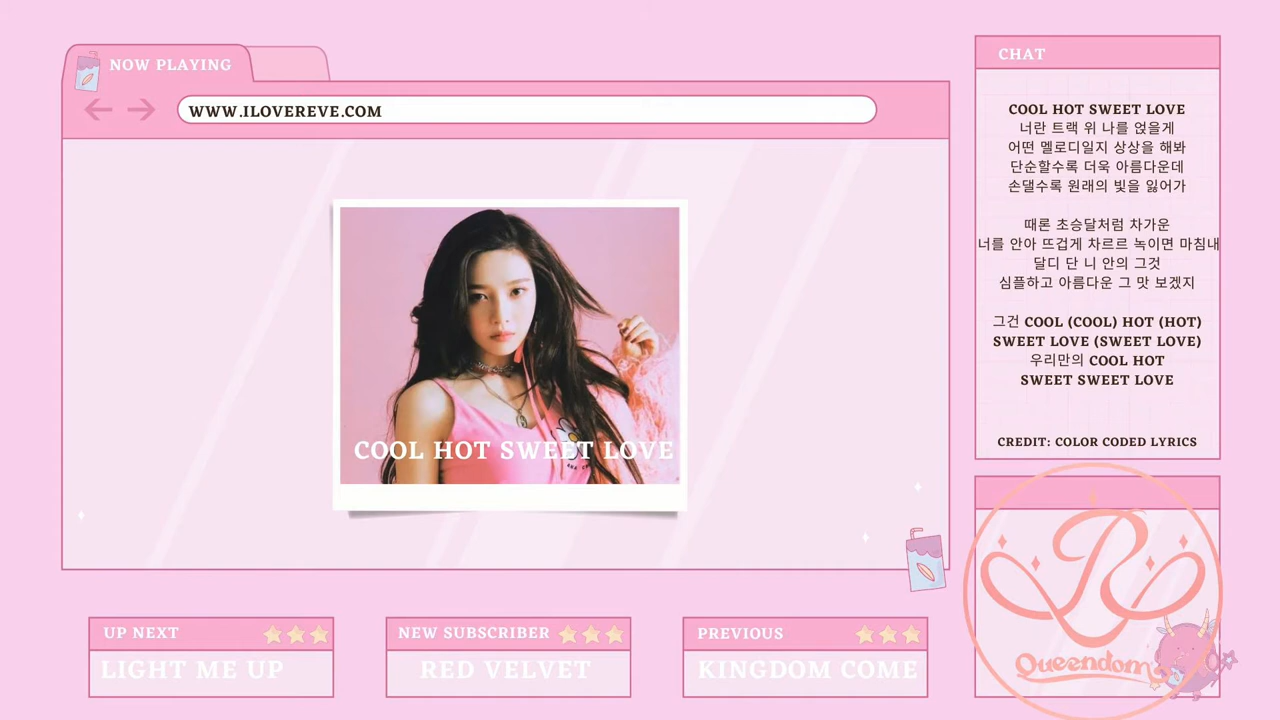 NOW PLAYING
WWW.ILOVEREVE.COM
COOL HOT SWEET LOVE
CHAT
COOL HOT SWEET LOVE
너란 트랙 위 나를 얹을게
어떤 멜로디일지 상상을 해봐
단순할수록 더욱 아름다운데
손댈수록 원래의 빛을 잃어가
때론 초승달처럼 차가운
너를 안아 뜨겁게 차르르 녹이면 마침내
달디 단 니 안의 그것
심플하고 아름다운 그 맛 보겠지
그건 COOL (COOL) HOT (HOT)
SWEET LOVE (SWEET LOVE)
우리만의 COOL HOT
SWEET SWEET LOVE
CREDIT: COLOR CODED LYRICS
UP NEXT
LIGHT ME UP
NEW SUBSCRIBER
RED VELVET
PREVIOUS
KINGDOM COME
Queendom